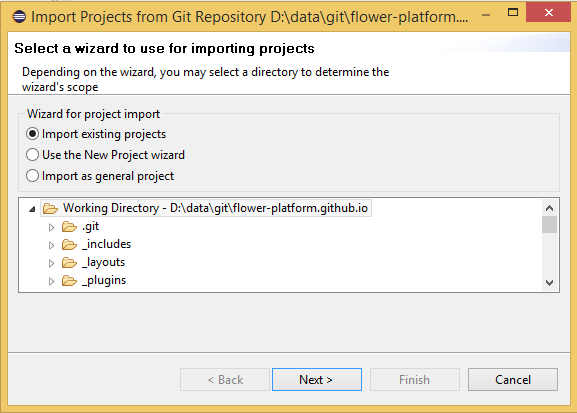 Import Projects from Git Repository D:\data\git\flower-platform....
Select a wizard to use for importing projects
Depending on the wizard, you may select a directory to determine the
wizard's scope
Wizard for project import
Import existing projects
Use the New Project wizard
Import as general project
Working Directory - D:\data\git\flower-platform.github.io
.git
_includes
_layouts
_plugins
< Back
Next >
Finish
Cancel